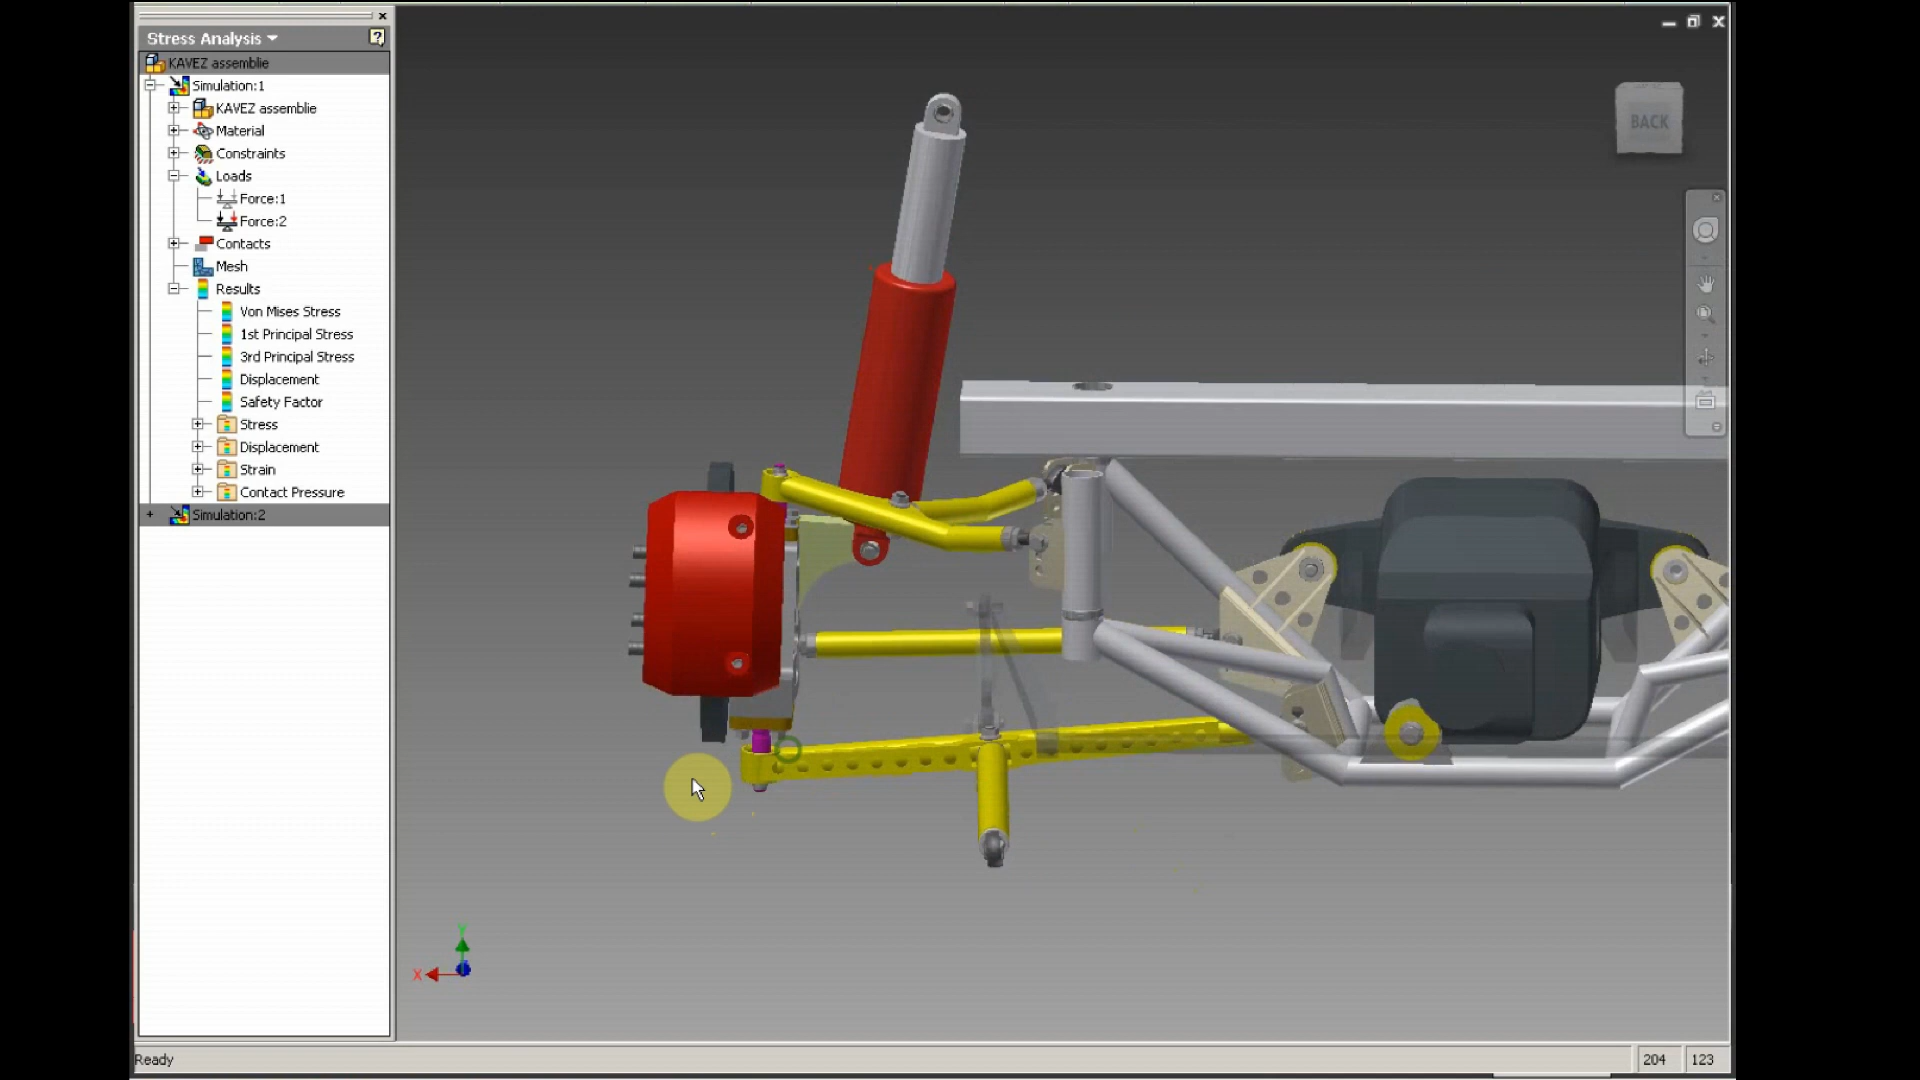 Stress Analysis
?
KAVEZ assemblie
Simulation:1
KAVEZ assemblie
Material
Constraints
Loads
Force:1
Force:2
Contacts
Mesh
Results
Von Mises Stress
1st Principal Stress
3rd Principal Stress
Displacement
Safety Factor
Stress
Displacement
Strain
Contact Pressure
Simulation:2
BACK
Y
X
Ready
204
123